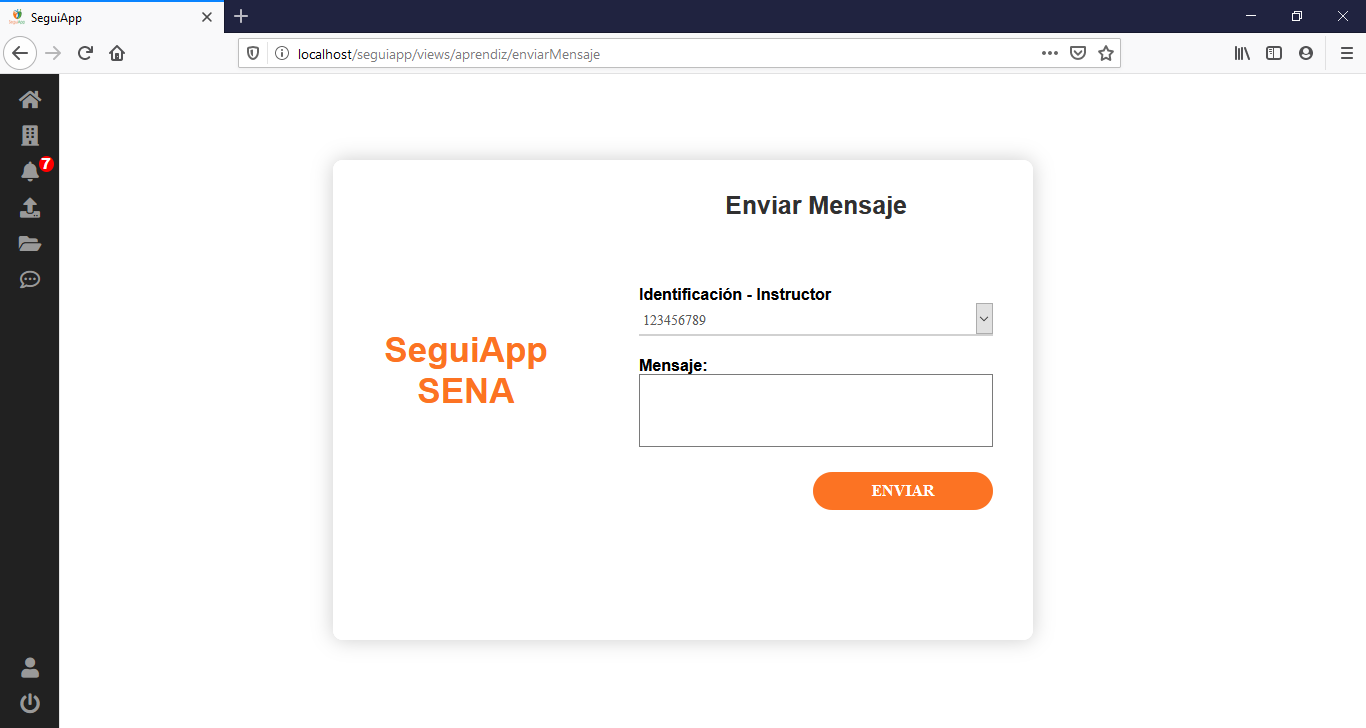 SeguiApp
localhost/seguiapp/views/aprendiz/enviarMensaje
7
Enviar Mensaje
Identificación - Instructor
123456789
SeguiApp
SENA
Mensaje:
ENVIAR